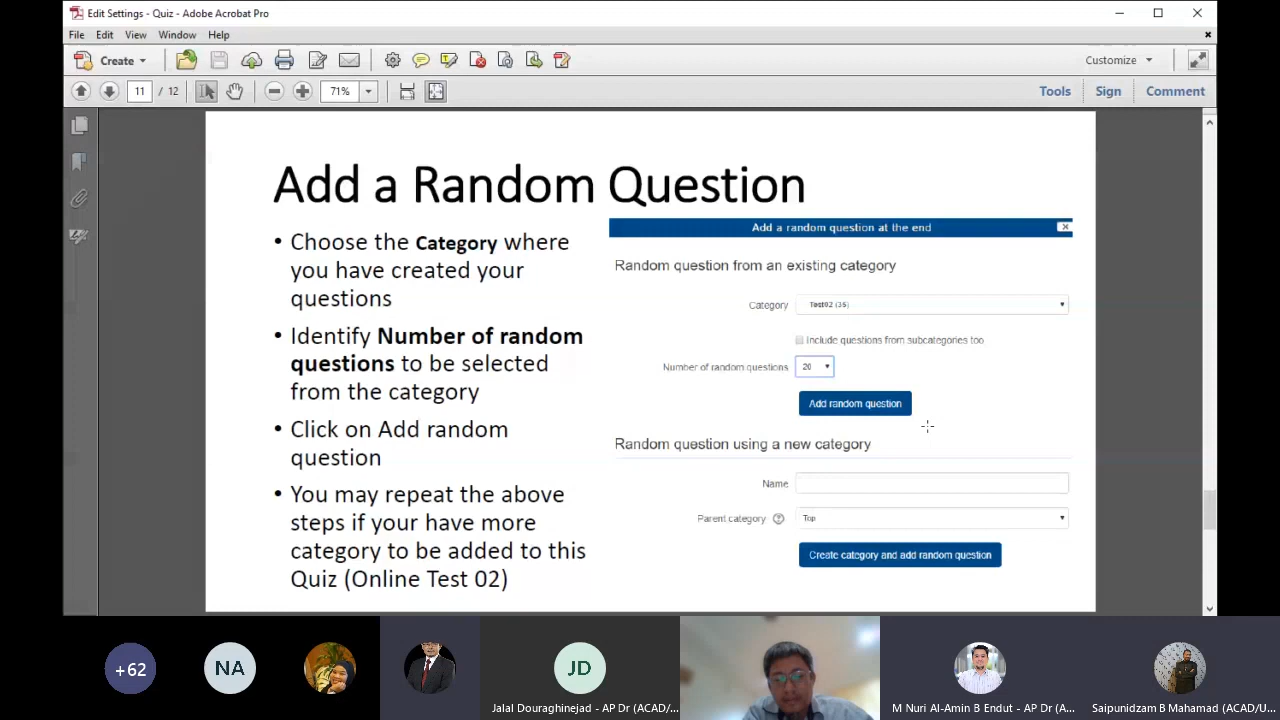 Edit Settings - Quiz - Adobe Acrobat Pro
File Edit View Window Help
Create
Customize
11 / 12
71%
Tools Sign Comment
Add a Random Question
• Choose the Category where
you have created your
questions
• Identify Number of random
questions to be selected
from the category
• Click on Add random
question
• You may repeat the above
steps if your have more
category to be added to this
Quiz (Online Test 02)
Add a random question at the end
Random question from an existing category
Category
Test02 (35)
Include questions from subcategories too
Number of random questions
20
Add random question
Random question using a new category
Name
Parent category
Top
Create category and add random question
+62
NA
JD
Jalal Douraghinejad - AP Dr (ACAD/...
M Nuri Al-Amin B Endut - AP Dr (A...
Saipunidzam B Mahamad (ACAD/U...